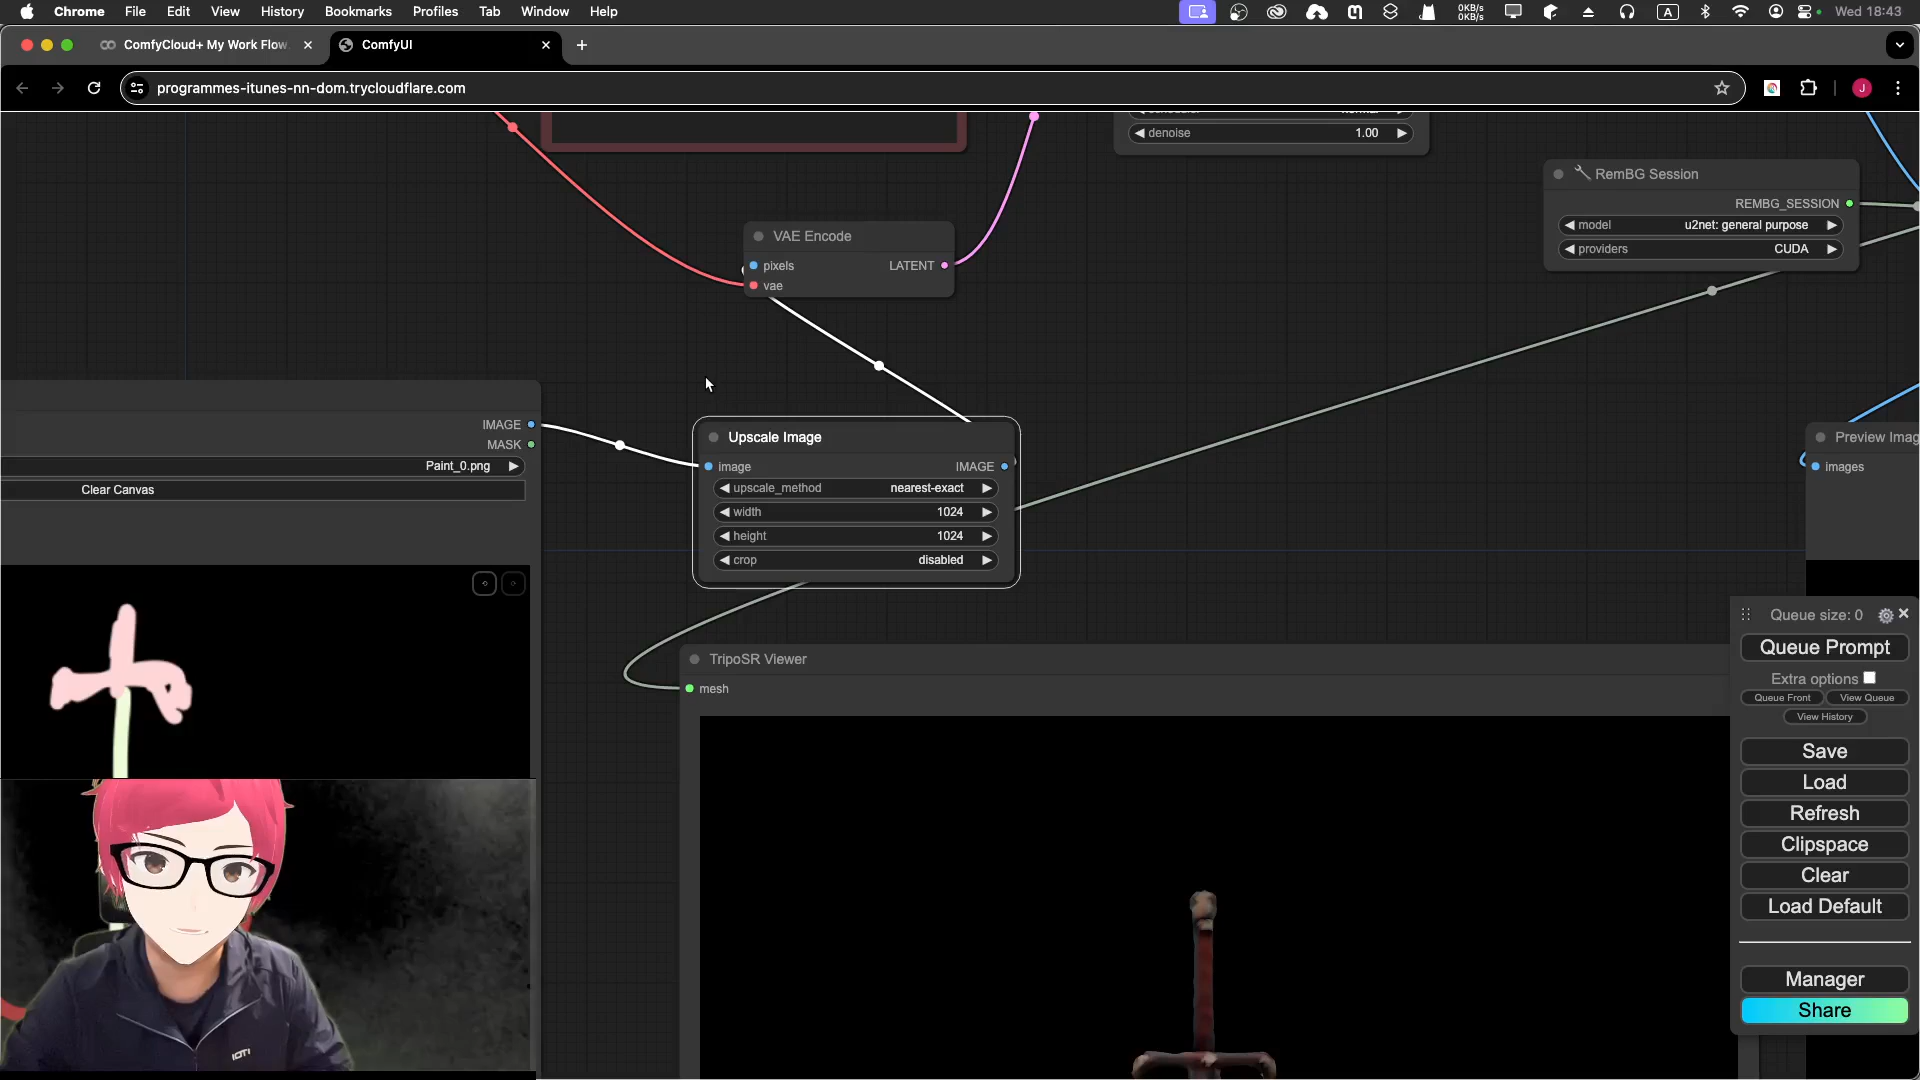 Chrome File Edit View History Bookmarks Profiles Tab Window Help
0KB/s
0KB/s
A
Wed 18:43
ComfyCloud+ My Work Flow
ComfyUI
programmes-itunes-nn-dom.trycloudflare.com
J
denoise 1.00
RemBG Session
REMBG_SESSION
model u2net: general purpose
providers CUDA
VAE Encode
pixels LATENT
vae
IMAGE
MASK
Paint_0.png
Clear Canvas
Upscale Image
image IMAGE
upscale_method nearest-exact
width 1024
height 1024
crop disabled
Preview Imag
images
TripoSR Viewer
mesh
Queue size: 0
Queue Prompt
Extra options
Queue Front View Queue
View History
Save
Load
Refresh
Clipspace
Clear
Load Default
Manager
Share